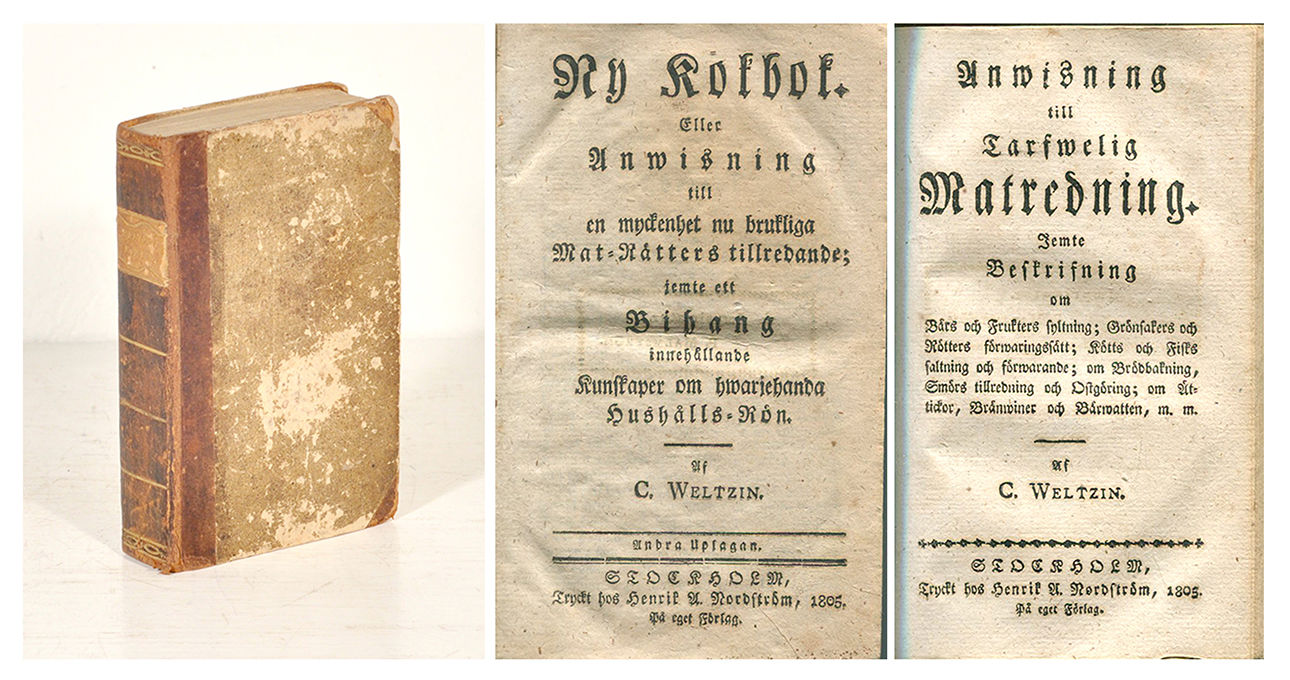 Ny Kokbok.
Eller
Anwisning
till
en myckenhet nu brukliga
Mat-Rätters tillredande;
jemte ett
Bihang
innehållande
Kunskaper om hwarjehanda
Hushålls-Rön.
Af
C. WELTZIN.
Andra Uplagan.
STOCKHOLM,
Tryckt hos Henrik A. Nordström, 1805.
På eget Förlag.
Anwisning
till
Tarfwelig
Matredning.
Jemte
Beskrifning
om
Bärs och Frukters syltning; Grönsakers och
Rötters förwaringssätt; Kötts och Fisks
saltning och förwarande; om Brödbakning,
Smörs tillredning och Ostgöring; om Ät-
tickor, Bränwiner och Bärwatten, m. m.
Af
C. WELTZIN.
STOCKHOLM,
Tryckt hos Henrik A. Nordström, 1805.
På eget Förlag.